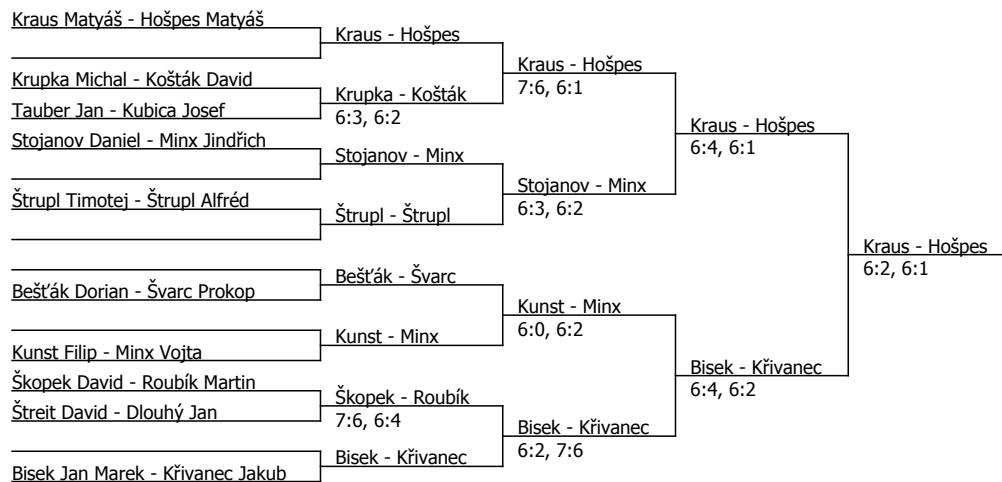 Kraus Matyáš - Hošpes Matyáš
Kraus - Hošpes
Kraus - Hošpes
7:6, 6:1
Krupka Michal - Košťák David
Krupka - Košťák
6:3, 6:2
Tauber Jan - Kubica Josef
Kraus - Hošpes
6:4, 6:1
Stojanov Daniel - Minx Jindřich
Stojanov - Minx
Stojanov - Minx
6:3, 6:2
Štrupl Timotej - Štrupl Alfréd
Štrupl - Štrupl
Kraus - Hošpes
6:2, 6:1
Bešťák - Švarc
Bešťák Dorian - Švarc Prokop
Kunst - Minx
6:0, 6:2
Kunst - Minx
Kunst Filip - Minx Vojta
Bisek - Křivanec
6:4, 6:2
Škopek David - Roubík Martin
Škopek - Roubík
7:6, 6:4
Štreit David - Dlouhý Jan
Bisek - Křivanec
6:2, 7:6
Bisek - Křivanec
Bisek Jan Marek - Křivanec Jakub